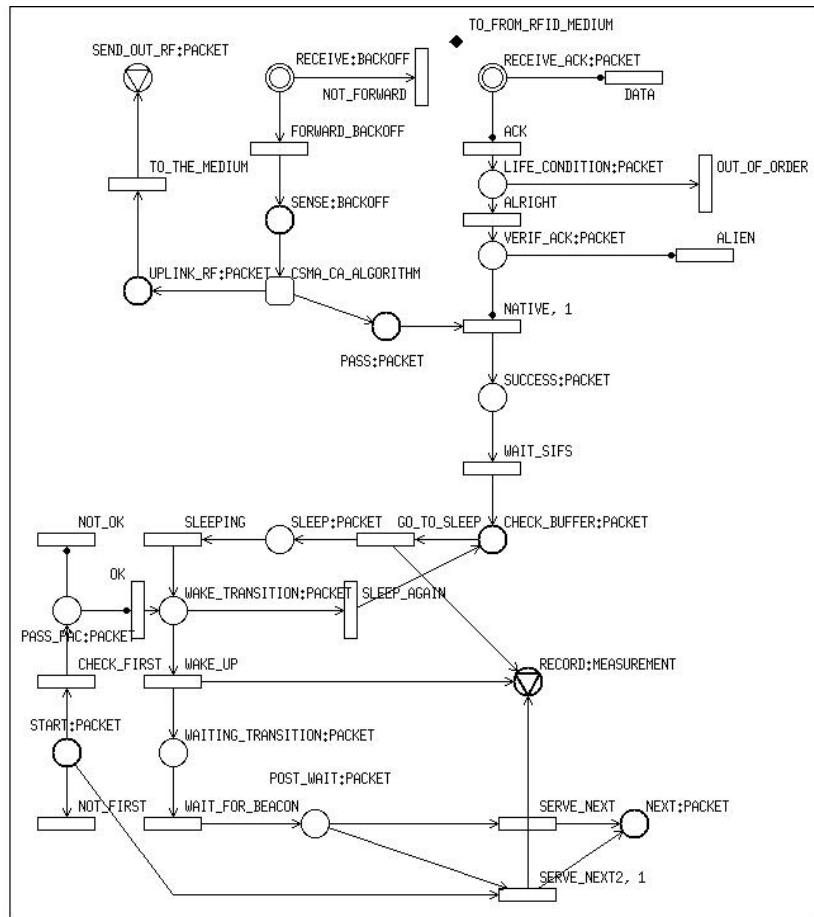 TO_FROM_RFID_MEDIUM
SEND_OUT_RF:PACKET
RECEIVE:BACKOFF
RECEIVE_ACK:PACKET
NOT_FORWARD
DATA
FORWARD_BACKOFF
ACK
TO_THE_MEDIUM
LIFE_CONDITION:PACKET
OUT_OF_ORDER
SENSE:BACKOFF
ALRIGHT
VERIF_ACK:PACKET
ALIEN
UPLINK_RF:PACKET
CSMA_CA_ALGORITHM
NATIVE, 1
PASS:PACKET
SUCCESS:PACKET
WAIT_SIFS
NOT_OK
SLEEPING
SLEEP:PACKET
GO_TO_SLEEP
CHECK_BUFFER:PACKET
OK
WAKE_TRANSITION:PACKET
SLEEP_AGAIN
PASS_PAC:PACKET
CHECK_FIRST
WAKE_UP
RECORD:MEASUREMENT
START:PACKET
WAITING_TRANSITION:PACKET
POST_WAIT:PACKET
NOT_FIRST
WAIT_FOR_BEACON
SERVE_NEXT
NEXT:PACKET
SERVE_NEXT2, 1